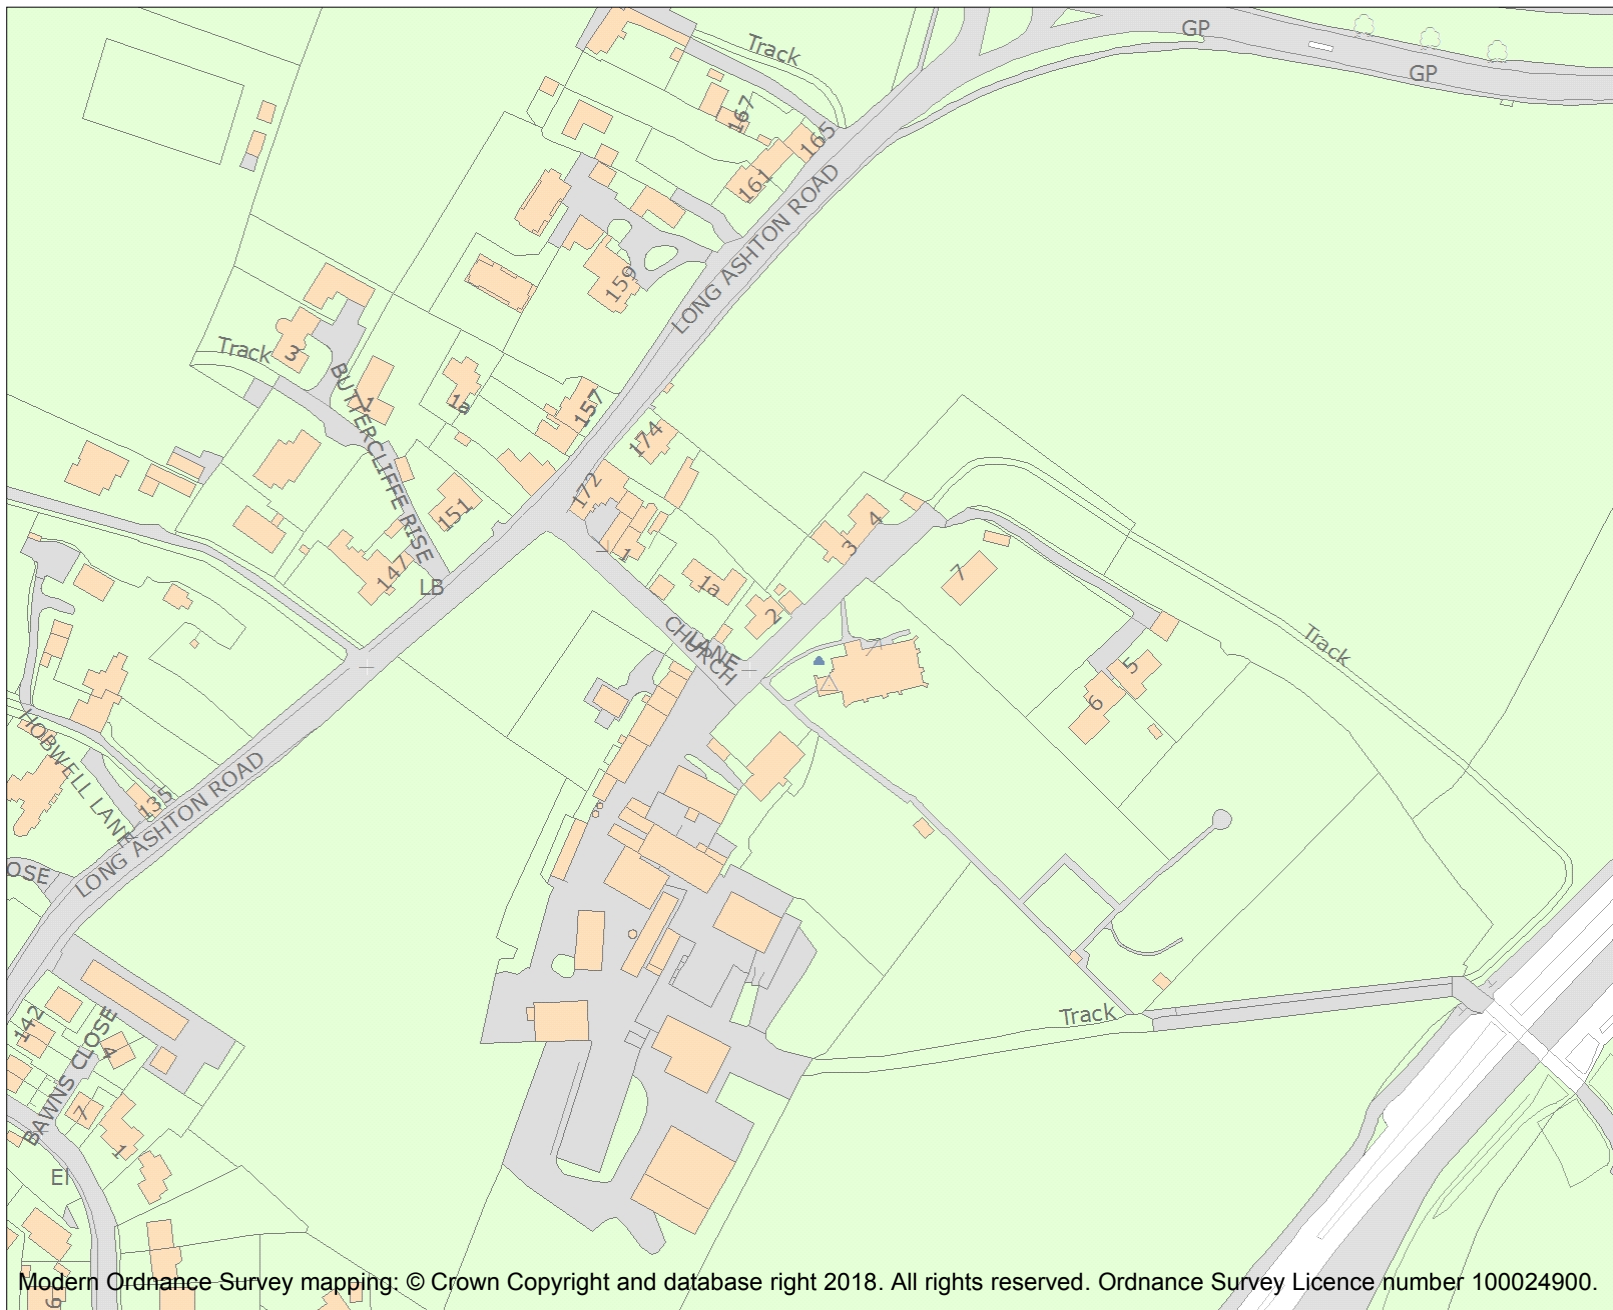 GP
Track
GP
167
165
161
LONG ASHTON ROAD
159
Track
3
BUTTERCLIFFE RISE
1
1a
157
174
172
151
147
LB
1
4
3
7
1a
2
CHURCH
LANE
Track
5
6
HOBWELL LANE
135
LONG ASHTON ROAD
OSE
142
4
BAWNS CLOSE
7
1
Track
El
6
Modern Ordnance Survey mapping: © Crown Copyright and database right 2018. All rights reserved. Ordnance Survey Licence number 100024900.